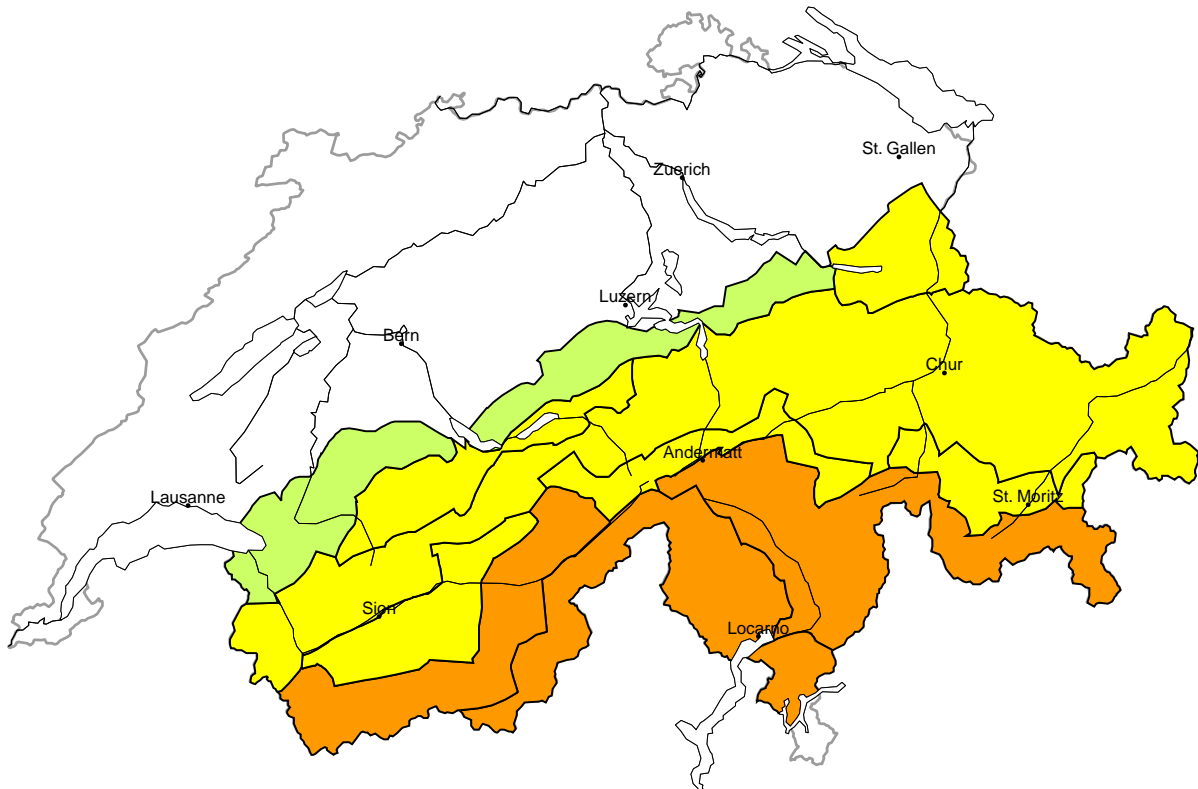 St. Gallen
Zuerich
Luzern
Bern
Chur
Andermatt
Lausanne
St. Moritz
Sion
Locarno